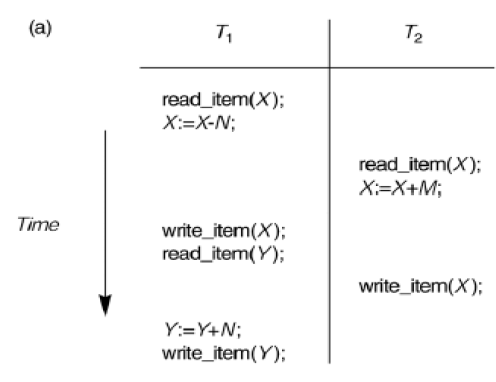 (a)
T1 T2
read_item(X);
X:=X-N;
read_item(X);
X:=X+M;
Time
write_item(X);
read_item(Y);
write_item(X);
Y:=Y+N;
write_item(Y);